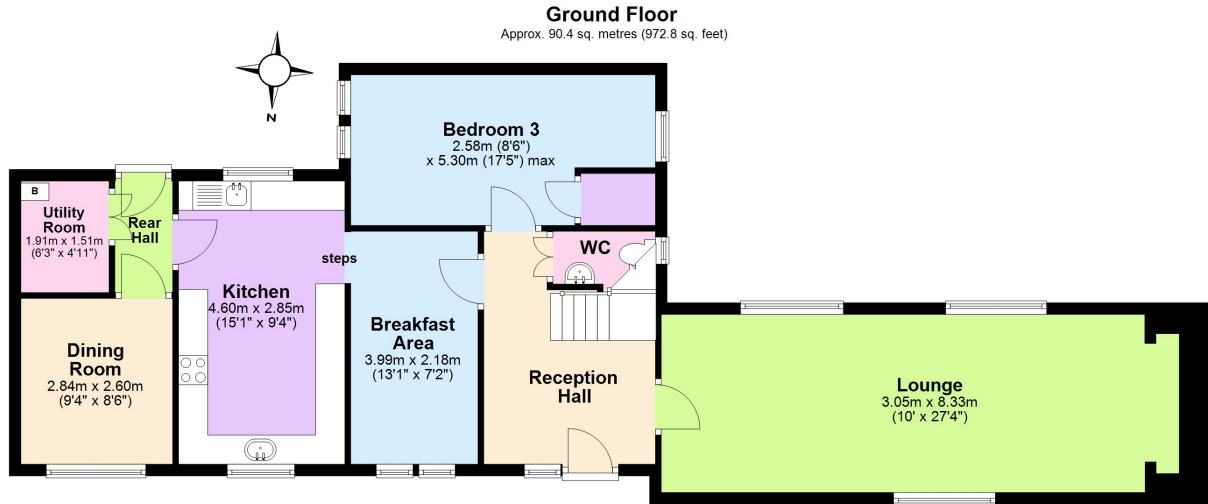 Ground Floor
Approx. 90.4 sq. metres (972.8 sq. feet)
N
Bedroom 3
2.58m (8'6")
x 5.30m (17'5") max
B
Utility
Room
1.91m x 1.51m
(6'3" x 4'11")
Rear
Hall
WC
steps
Kitchen
4.60m x 2.85m
(15'1" x 9'4")
Breakfast
Area
3.99m x 2.18m
(13'1" x 7'2")
Dining
Room
2.84m x 2.60m
(9'4" x 8'6")
Reception
Hall
Lounge
3.05m x 8.33m
(10' x 27'4")